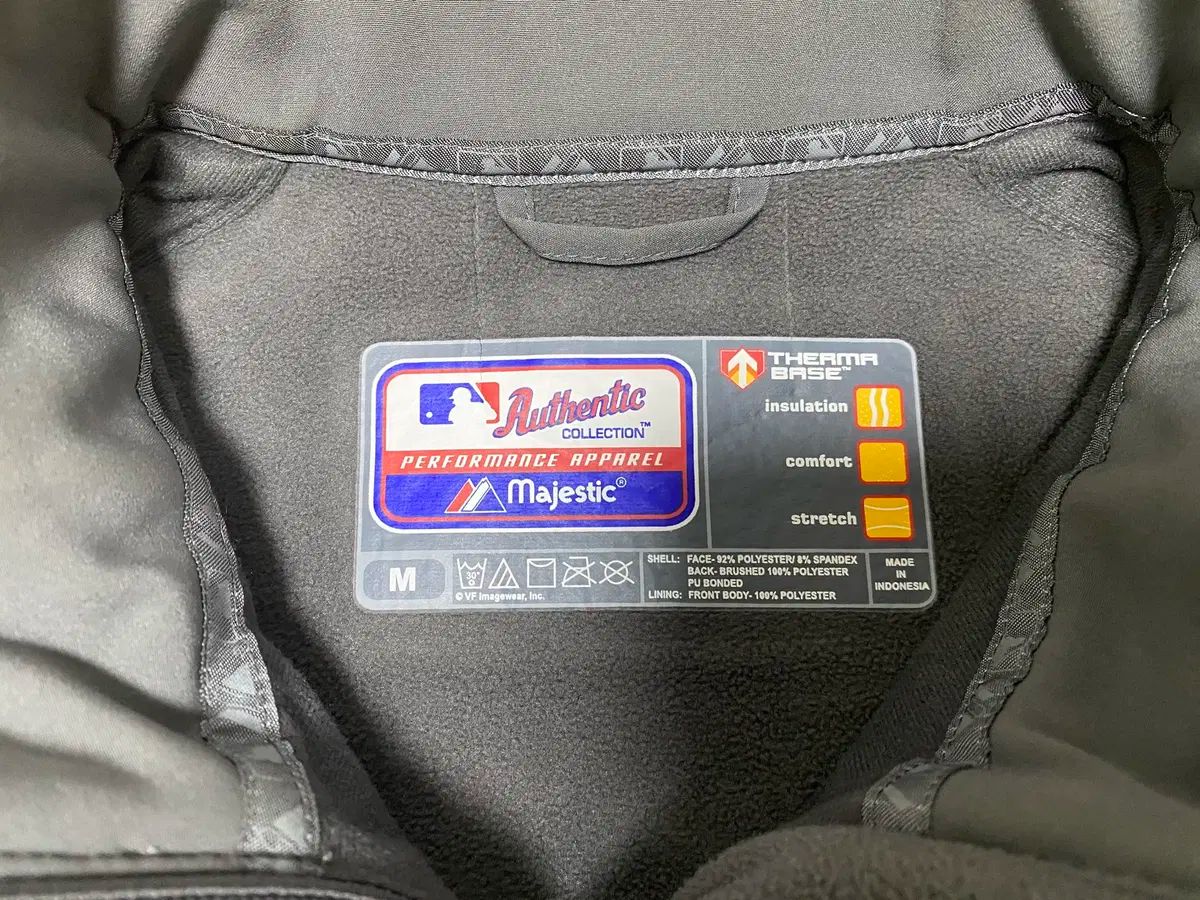 Authentic
COLLECTION™
PERFORMANCE APPAREL
Majestic®
THERMA
BASE™
insulation
comfort
stretch
M
30°
© VF Imagewear, Inc.
SHELL: FACE- 92% POLYESTER/ 8% SPANDEX
BACK- BRUSHED 100% POLYESTER
PU BONDED
LINING: FRONT BODY- 100% POLYESTER
MADE
IN
INDONESIA